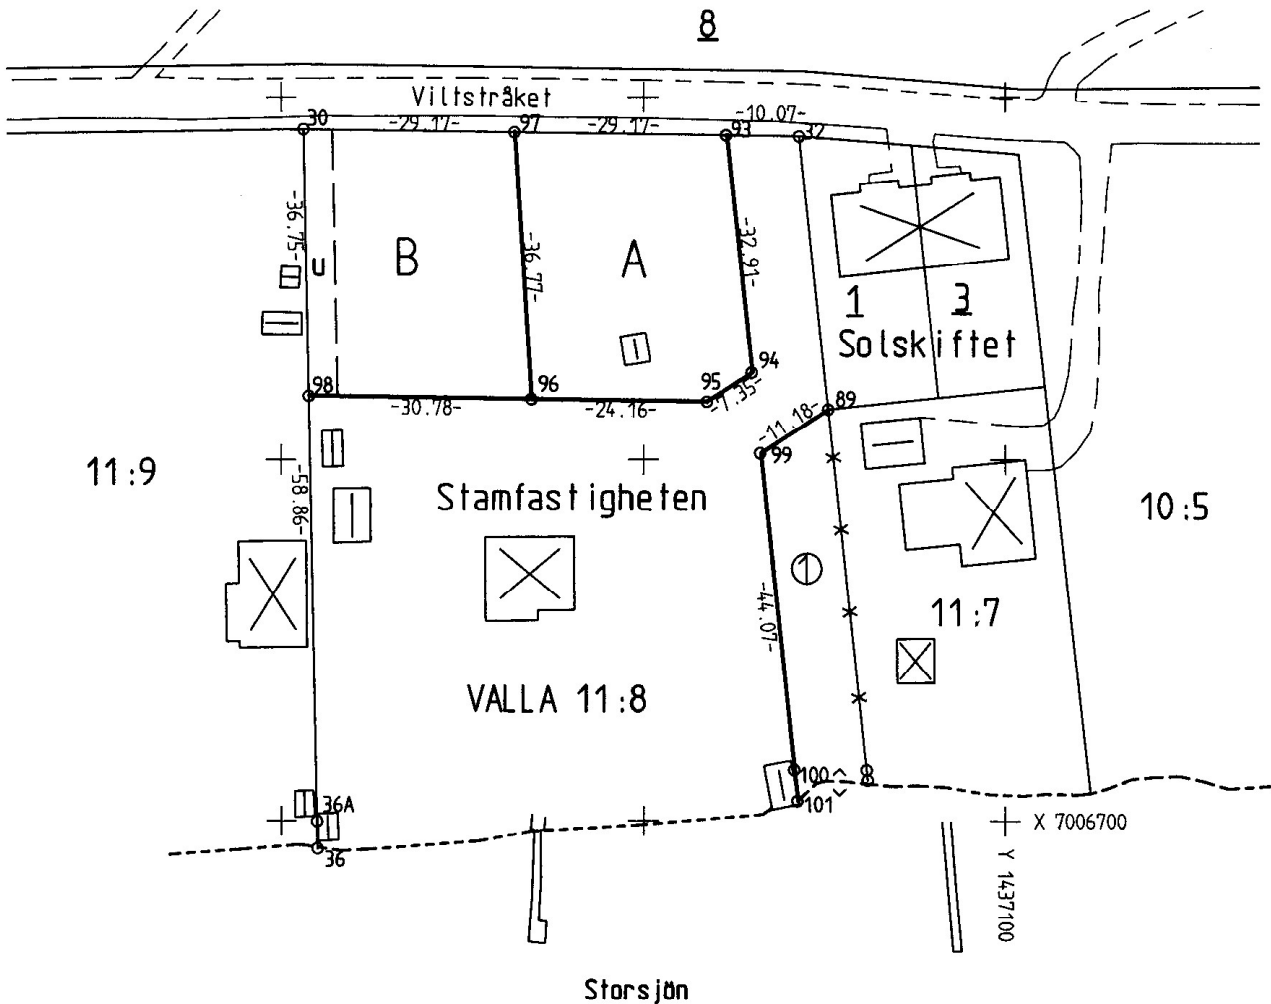 8
Viltstråket
30
-29.17-
97
-29.17-
93
-10.07-
32
-36.75-
u
B
-36.77-
A
-32.91-
1
3
Solskiftet
94
98
-30.78-
96
-24.16-
95
-7.35-
89
-11.18-
99
11:9
-58.86-
Stamfastigheten
10:5
1
-44.07-
11:7
VALLA 11:8
100
101
36A
36
X 7006700
Y 1437100
Storsjön